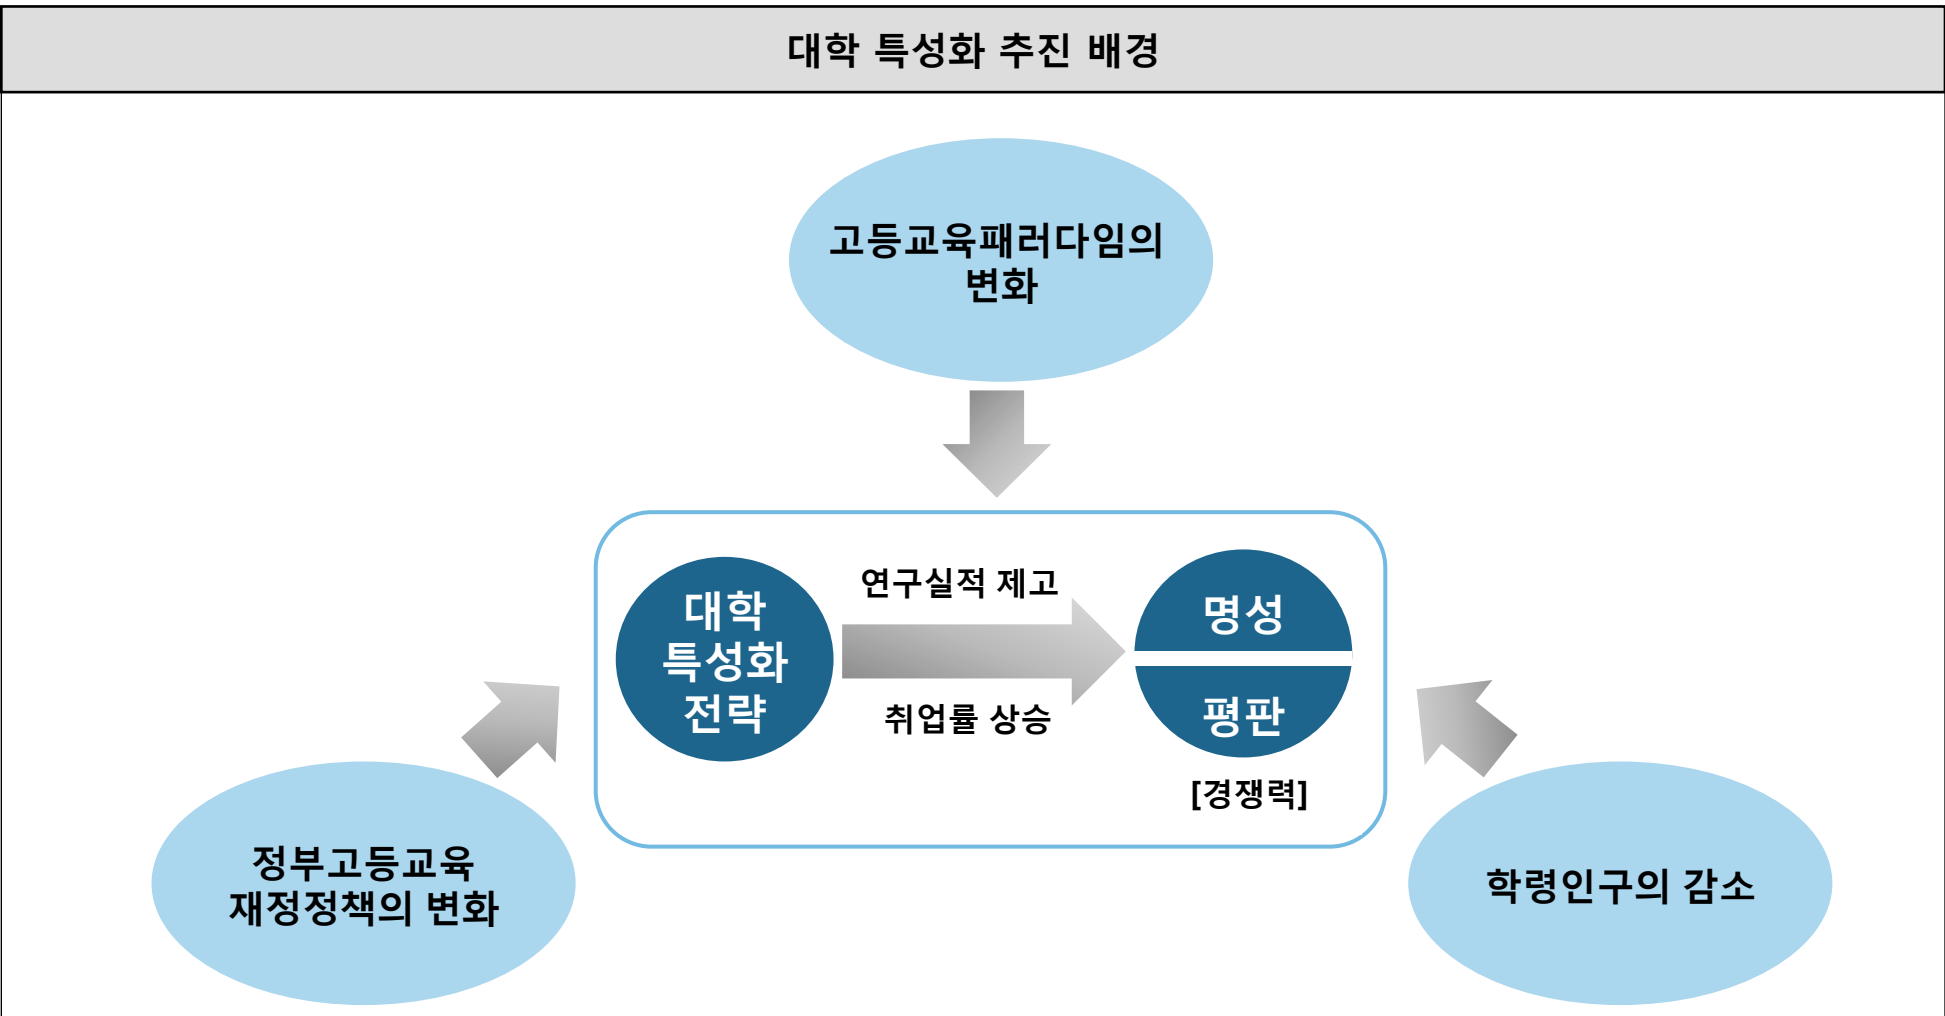 대학 특성화 추진 배경
고등교육패러다임의
변화
연구실적 제고
대학
특성화
전략
명성
평판
취업률 상승
[경쟁력]
정부고등교육
재정정책의 변화
학령인구의 감소